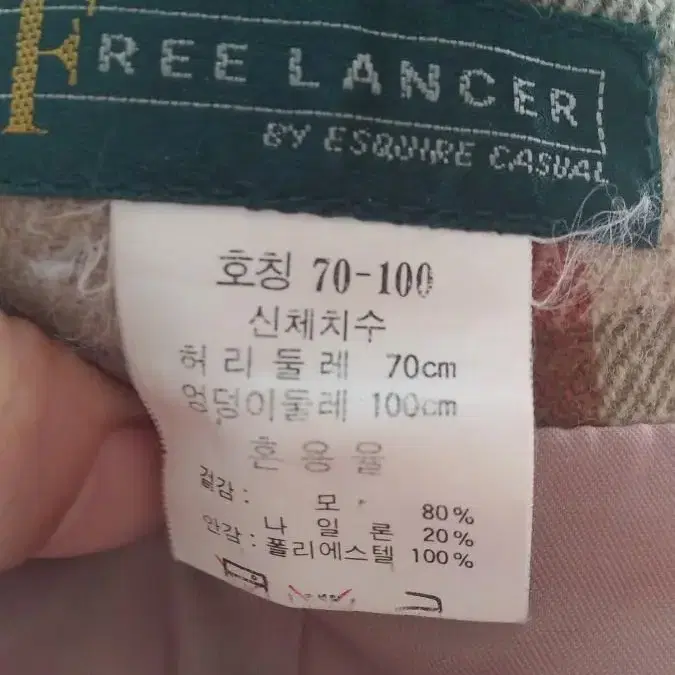 FREE LANCER
BY ESQUIRE CASUAL
호칭 70-100
신체치수
허리둘레 70cm
엉덩이둘레 100cm
혼용율
겉감: 모 80%
나일론 20%
안감: 폴리에스텔 100%